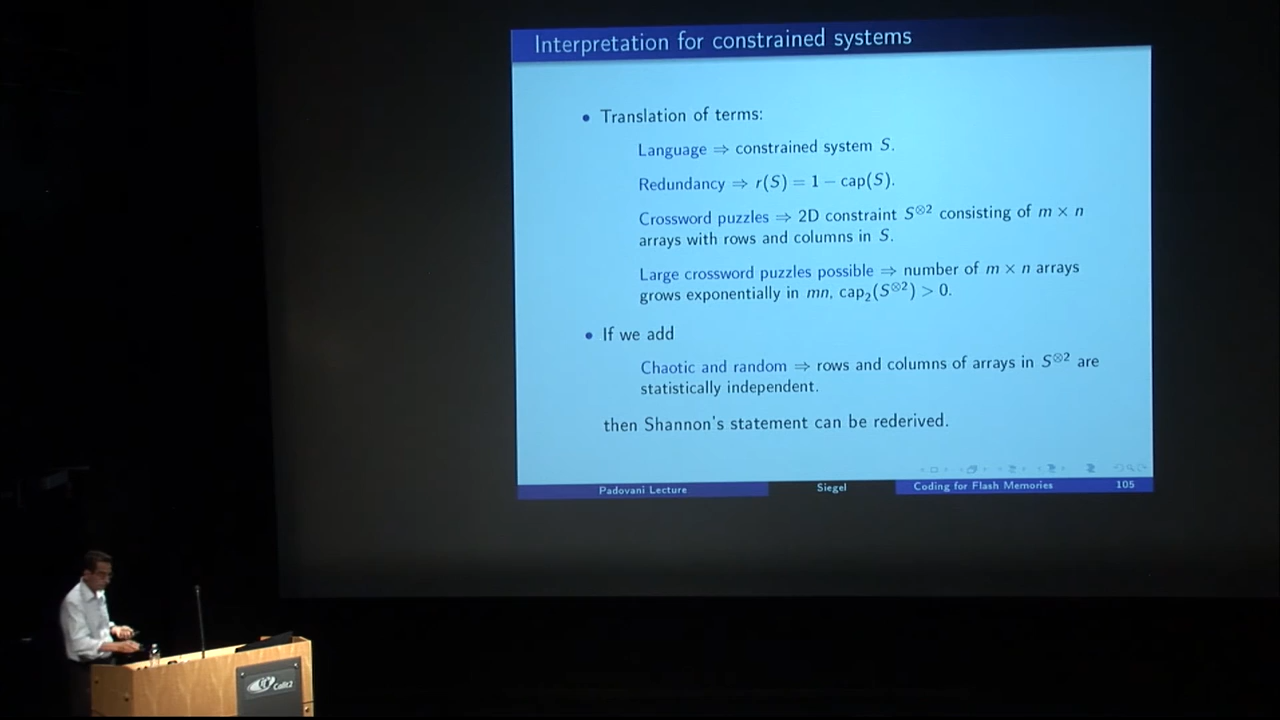 Interpretation for constrained systems
• Translation of terms:
Language ⇒ constrained system S.
Redundancy ⇒ r(S) = 1 − cap(S).
Crossword puzzles ⇒ 2D constraint S⊗2 consisting of m × n
arrays with rows and columns in S.
Large crossword puzzles possible ⇒ number of m × n arrays
grows exponentially in mn, cap₂(S⊗2) > 0.
• If we add
Chaotic and random ⇒ rows and columns of arrays in S⊗2 are
statistically independent.
then Shannon's statement can be rederived.
Padovani Lecture Siegel Coding for Flash Memories 105
Calit2